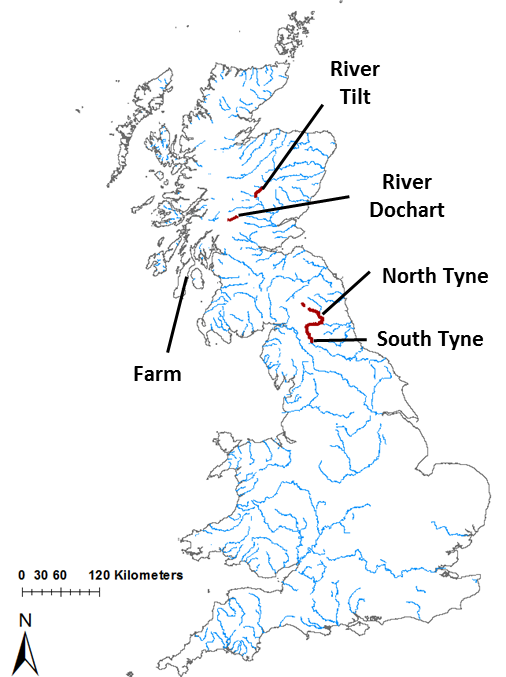 River
Tilt
River
Dochart
North Tyne
South Tyne
Farm
0 30 60 120 Kilometers
N